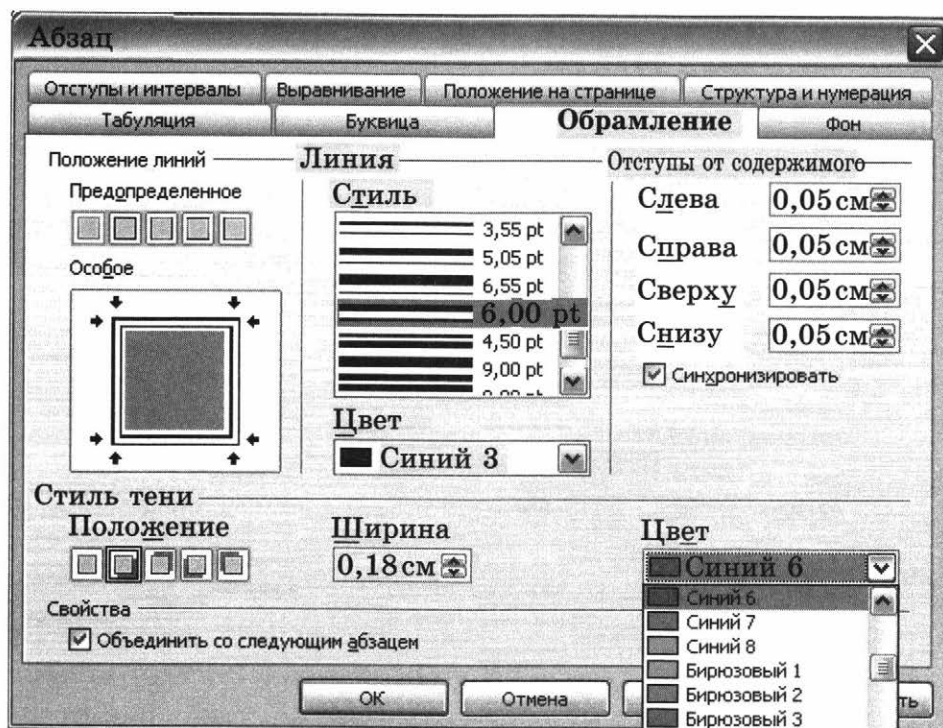 Абзац
Отступы и интервалы Выравнивание Положение на странице Структура и нумерация
Табуляция Буквица Обрамление Фон
Положение линий Линия Отступы от содержимого
Предопределенное Стиль Слева 0,05 см
3,55 pt
5,05 pt Справа 0,05 см
Особое 6,55 pt
6,00 pt Сверху 0,05 см
4,50 pt Снизу 0,05 см
9,00 pt Синхронизировать
Цвет
Синий 3
Стиль тени
Положение Ширина Цвет
0,18 см Синий 6
Свойства Синий 6
Синий 7
Объединить со следующим абзацем Синий 8
Бирюзовый 1
ОК Отмена Бирюзовый 2
Бирюзовый 3